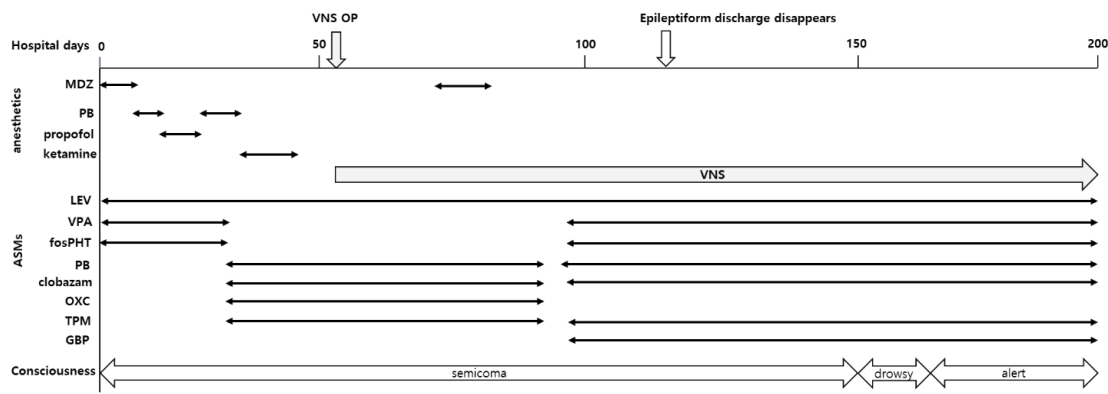 VNS OP
Epileptiform discharge disappears
Hospital days 0 50 100 150 200
anesthetics
MDZ
PB
propofol
ketamine
VNS
ASMs
LEV
VPA
fosPHT
PB
clobazam
OXC
TPM
GBP
Consciousness semicoma drowsy alert